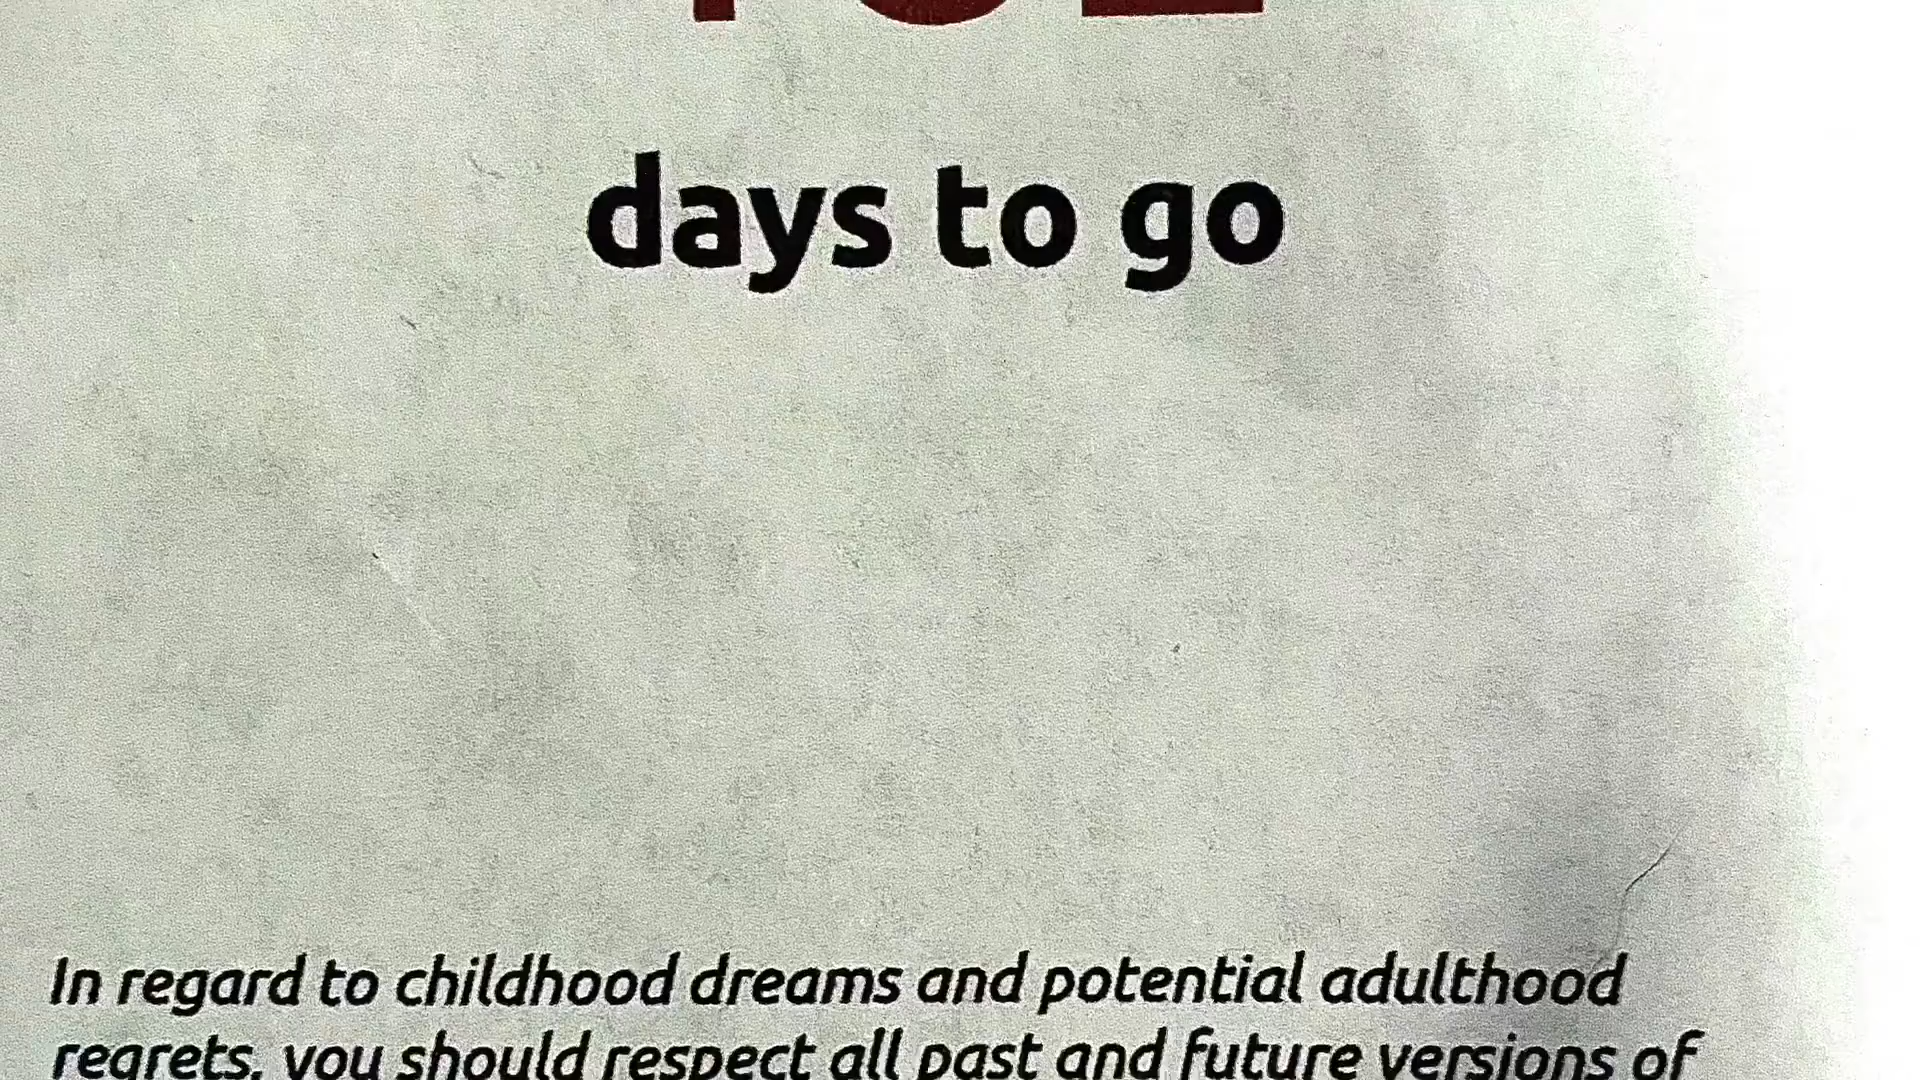 days to go
In regard to childhood dreams and potential adulthood
regrets, you should respect all past and future versions of